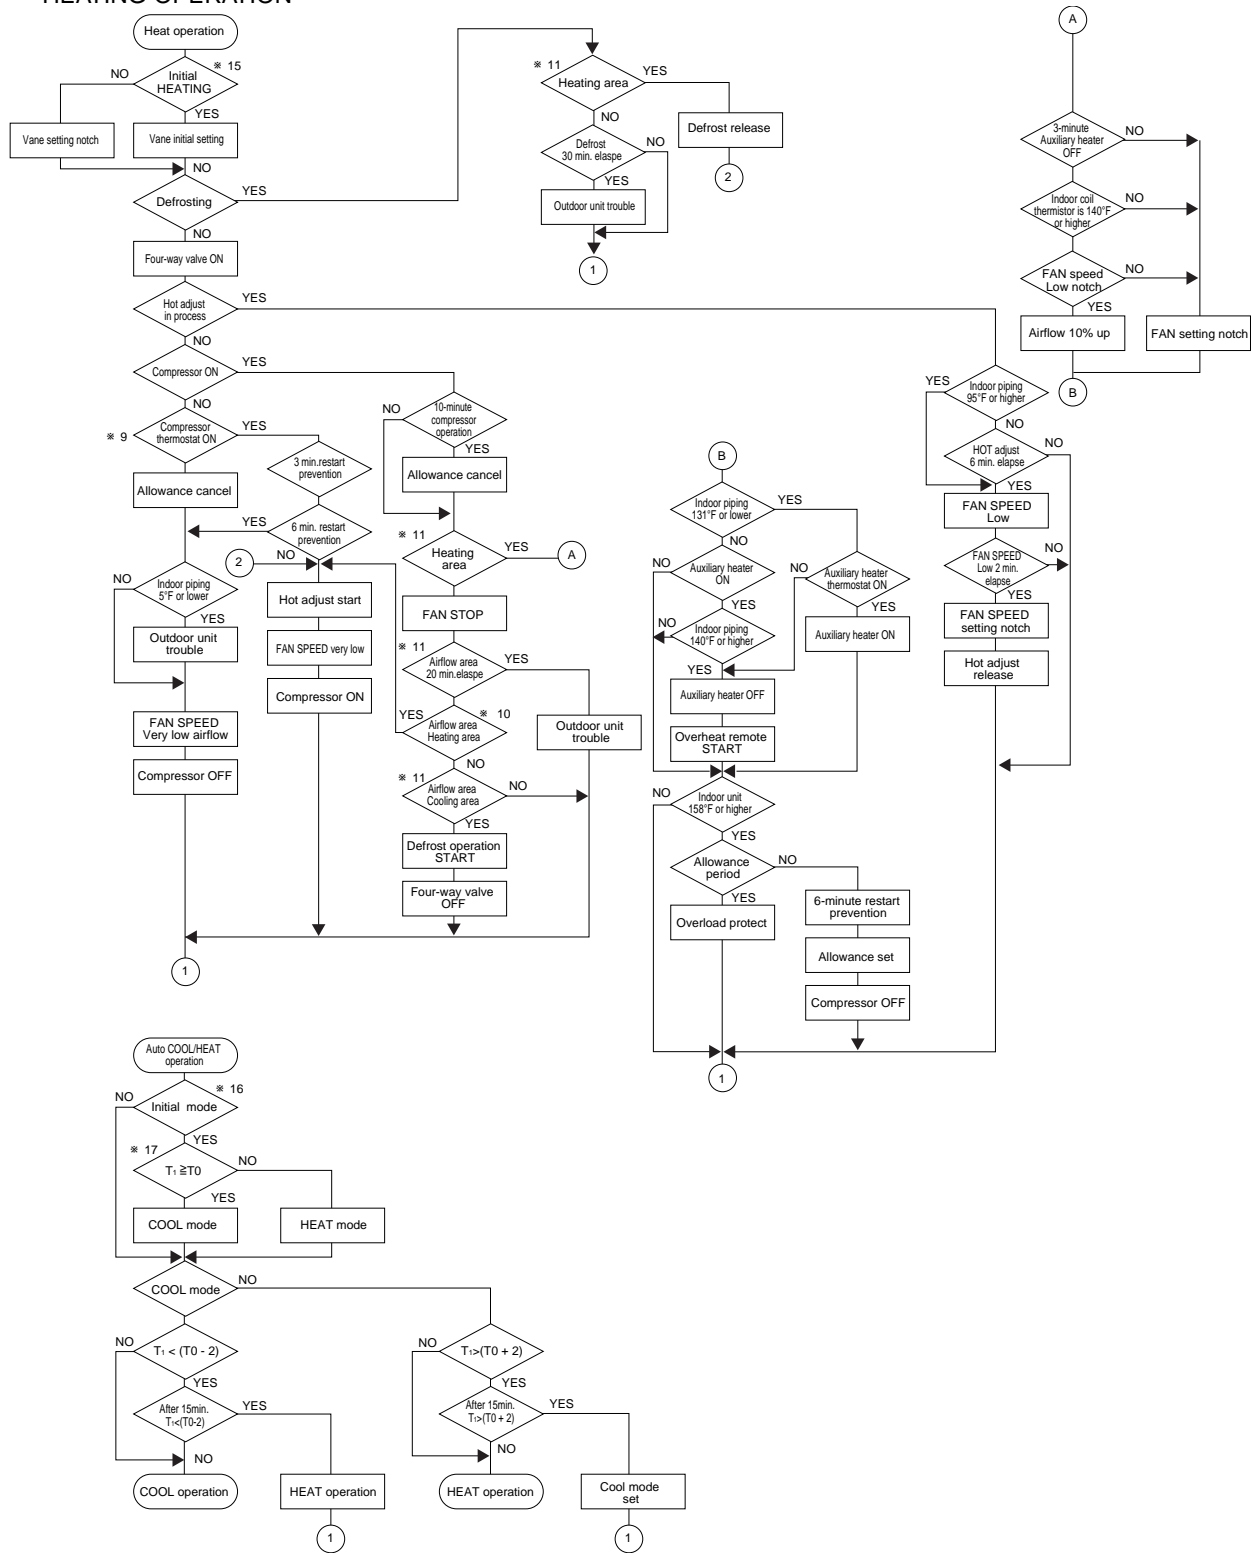 HEATING OPERATION
Heat operation
※ 15
NO
Initial
HEATING
YES
Vane setting notch
Vane initial setting
NO
Defrosting
YES
NO
Four-way valve ON
Hot adjust
in process
YES
NO
Compressor ON
YES
NO
※ 9
Compressor
thermostat ON
YES
Allowance cancel
3 min.restart
prevention
YES
6 min. restart
prevention
NO
2
NO
Indoor piping
5°F or lower
YES
Outdoor unit
trouble
FAN SPEED
Very low airflow
Compressor OFF
1
Hot adjust start
FAN SPEED very low
Compressor ON
NO
10-minute
compressor
operation
YES
Allowance cancel
※ 11
Heating
area
YES
A
FAN STOP
※ 11
Airflow area
20 min.elaspe
YES
YES
Airflow area
Heating area
※ 10
Outdoor unit
trouble
NO
※ 11
Airflow area
Cooling area
NO
YES
Defrost operation
START
Four-way valve
OFF
※ 11
Heating area
YES
NO
Defrost release
2
Defrost
30 min. elaspe
NO
YES
Outdoor unit trouble
1
A
3-minute
Auxiliary heater
OFF
NO
Indoor coil
thermistor is 140°F
or higher
NO
FAN speed
Low notch
NO
YES
Airflow 10% up
FAN setting notch
B
YES
Indoor piping
95°F or higher
NO
HOT adjust
6 min. elapse
NO
YES
FAN SPEED
Low
FAN SPEED
Low 2 min.
elapse
NO
YES
FAN SPEED
setting notch
Hot adjust
release
B
Indoor piping
131°F or lower
YES
NO
NO
Auxiliary heater
ON
NO
Auxiliary heater
thermostat ON
YES
YES
Indoor piping
140°F or higher
NO
Auxiliary heater ON
YES
Auxiliary heater OFF
Overheat remote
START
NO
Indoor unit
158°F or higher
YES
Allowance
period
NO
YES
Overload protect
6-minute restart
prevention
Allowance set
Compressor OFF
1
Auto COOL/HEAT
operation
※ 16
NO
Initial mode
YES
※ 17
T1 ≧T0
NO
YES
COOL mode
HEAT mode
COOL mode
NO
NO
T1 < (T0 - 2)
YES
After 15min.
T1<(T0-2)
YES
NO
COOL operation
HEAT operation
1
NO
T1>(T0 + 2)
YES
After 15min.
T1>(T0 + 2)
YES
NO
HEAT operation
Cool mode
set
1